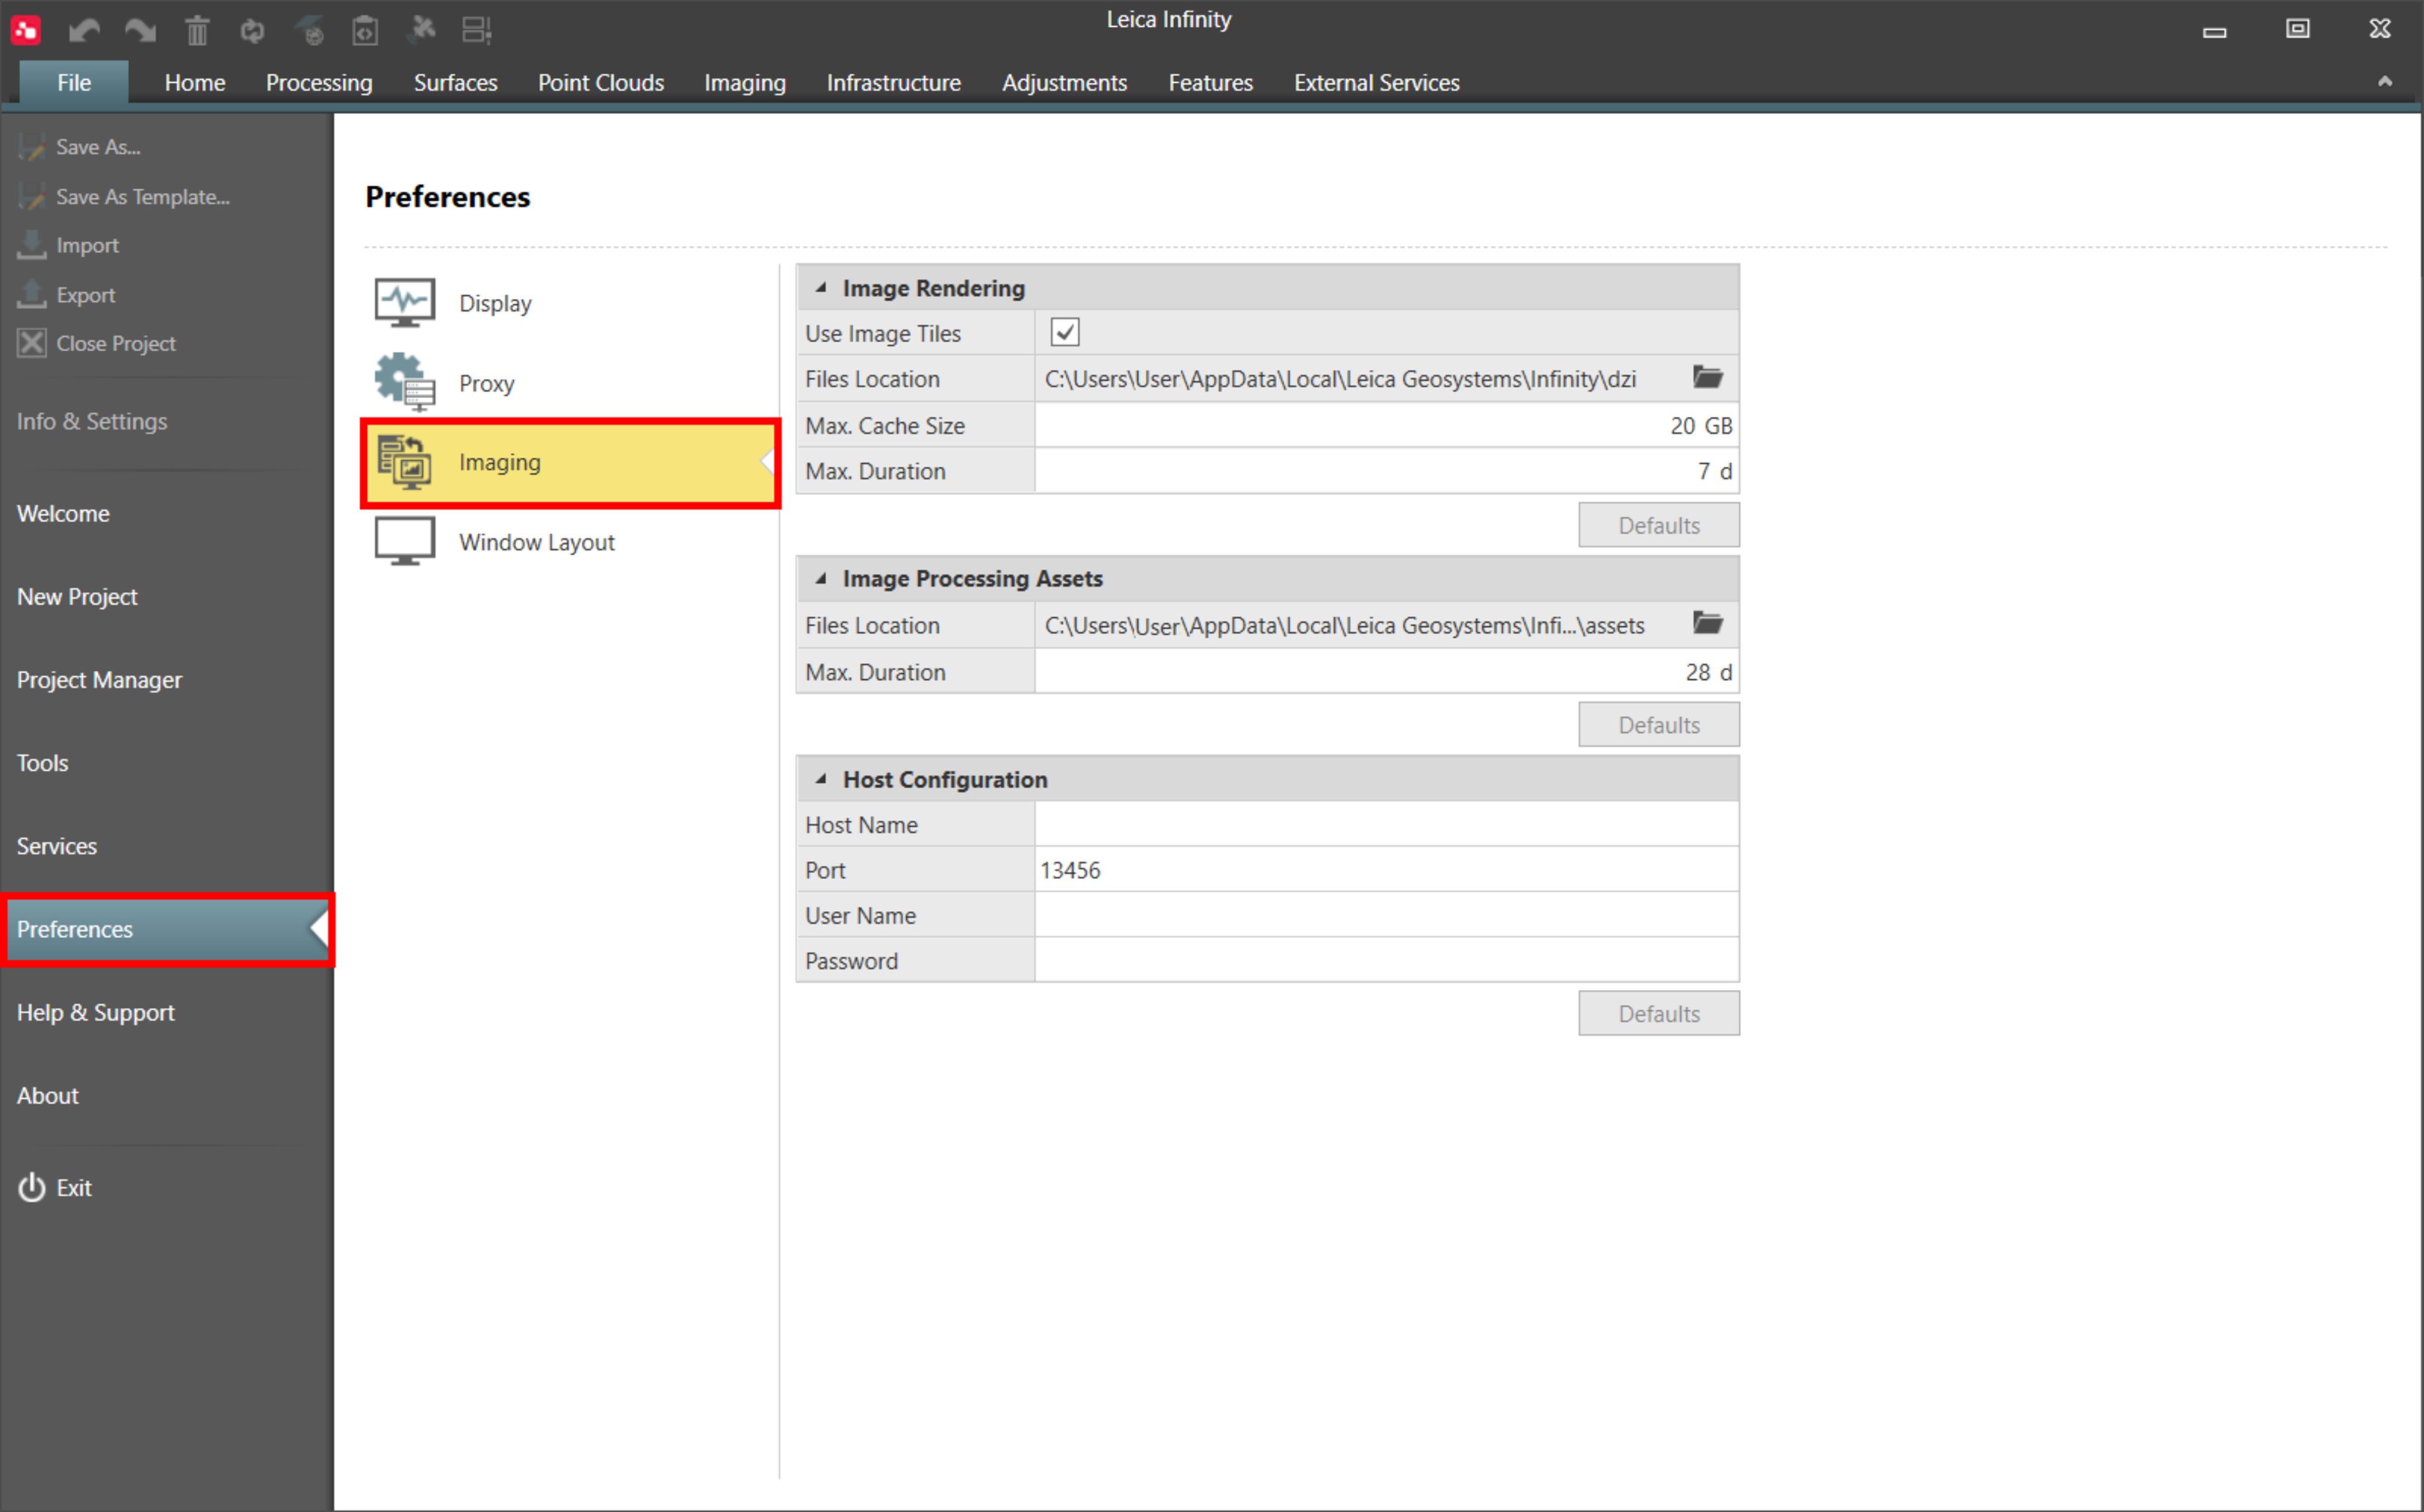 Leica Infinity
File Home Processing Surfaces Point Clouds Imaging Infrastructure Adjustments Features External Services
Save As...
Save As Template...
Import
Export
Close Project
Info & Settings
Welcome
New Project
Project Manager
Tools
Services
Preferences
Help & Support
About
Exit
Preferences
Display
Proxy
Imaging
Window Layout
Image Rendering
Use Image Tiles
Files Location C:\Users\User\AppData\Local\Leica Geosystems\Infinity\dzi
Max. Cache Size 20 GB
Max. Duration 7 d
Defaults
Image Processing Assets
Files Location C:\Users\User\AppData\Local\Leica Geosystems\Infi...\assets
Max. Duration 28 d
Defaults
Host Configuration
Host Name
Port 13456
User Name
Password
Defaults